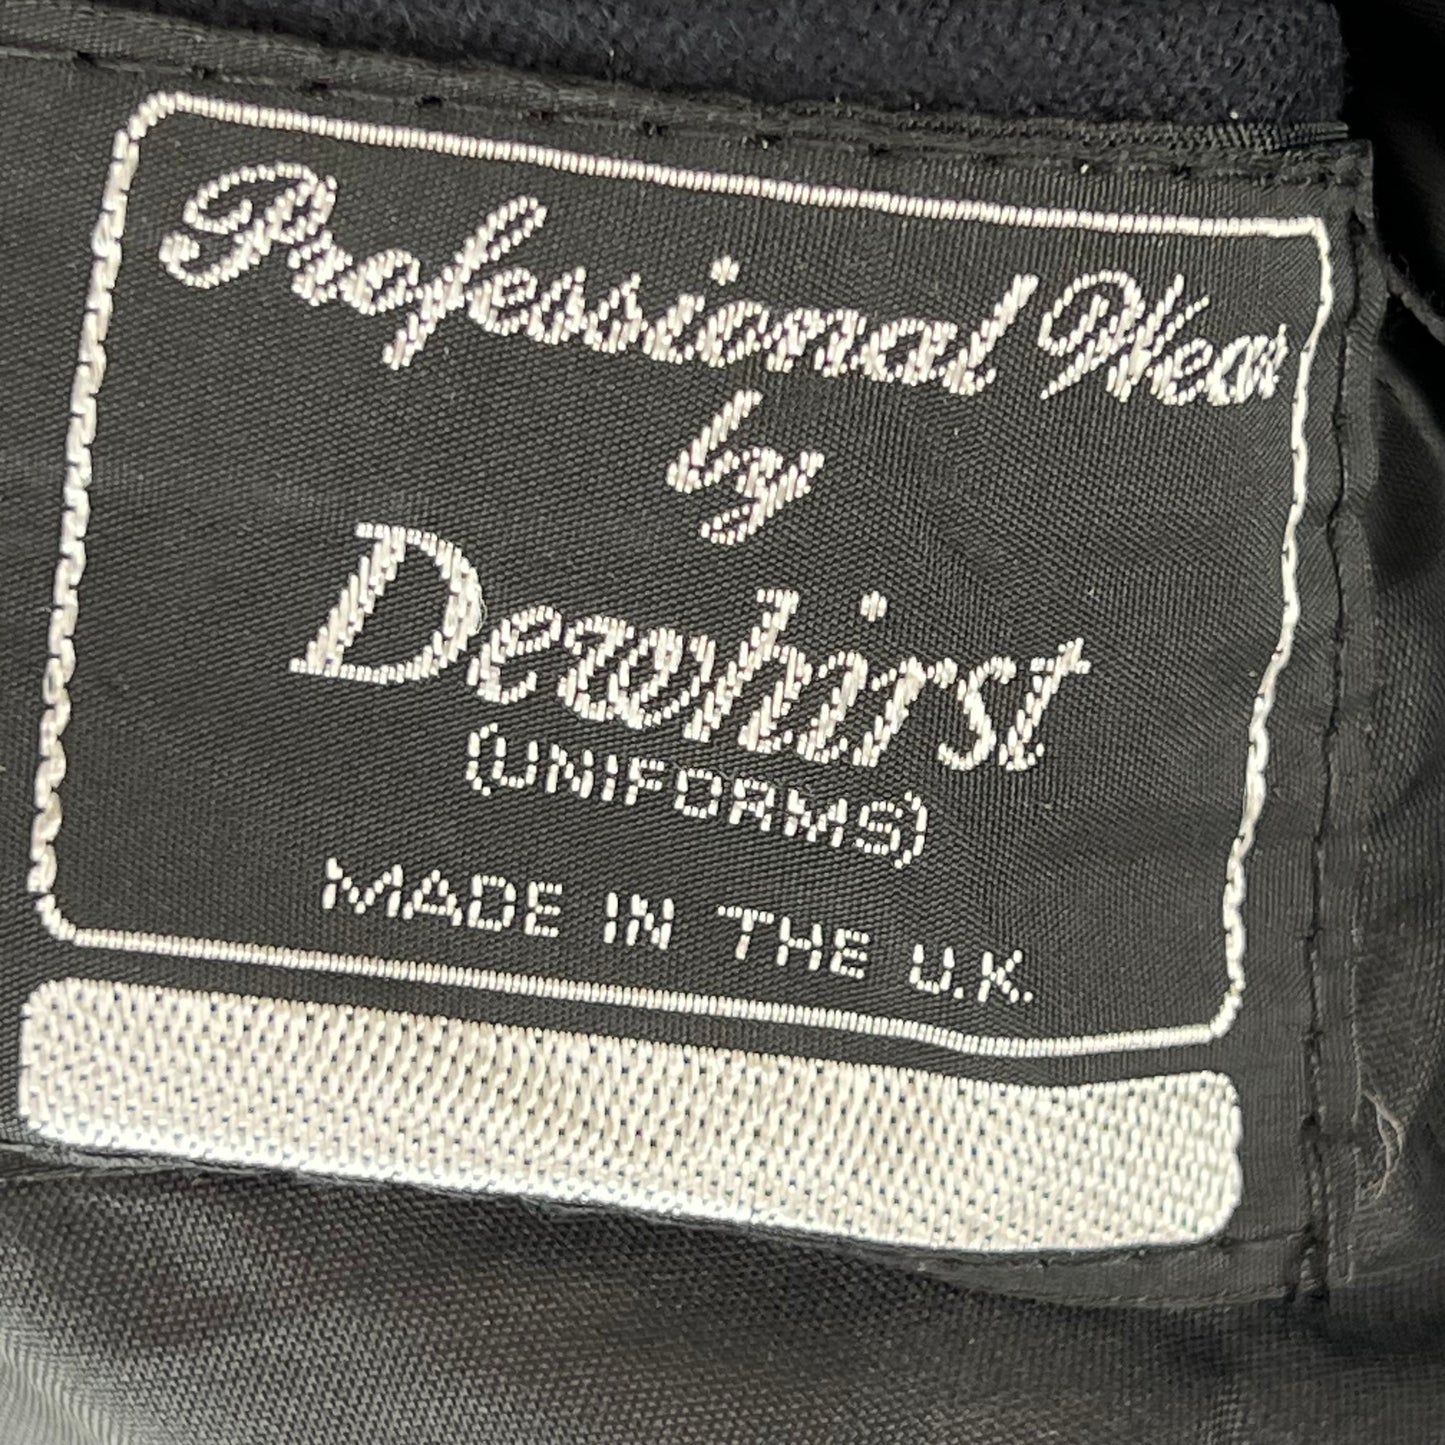 Professional Wear
by
Dewhirst
(UNIFORMS)
MADE IN THE U.K.